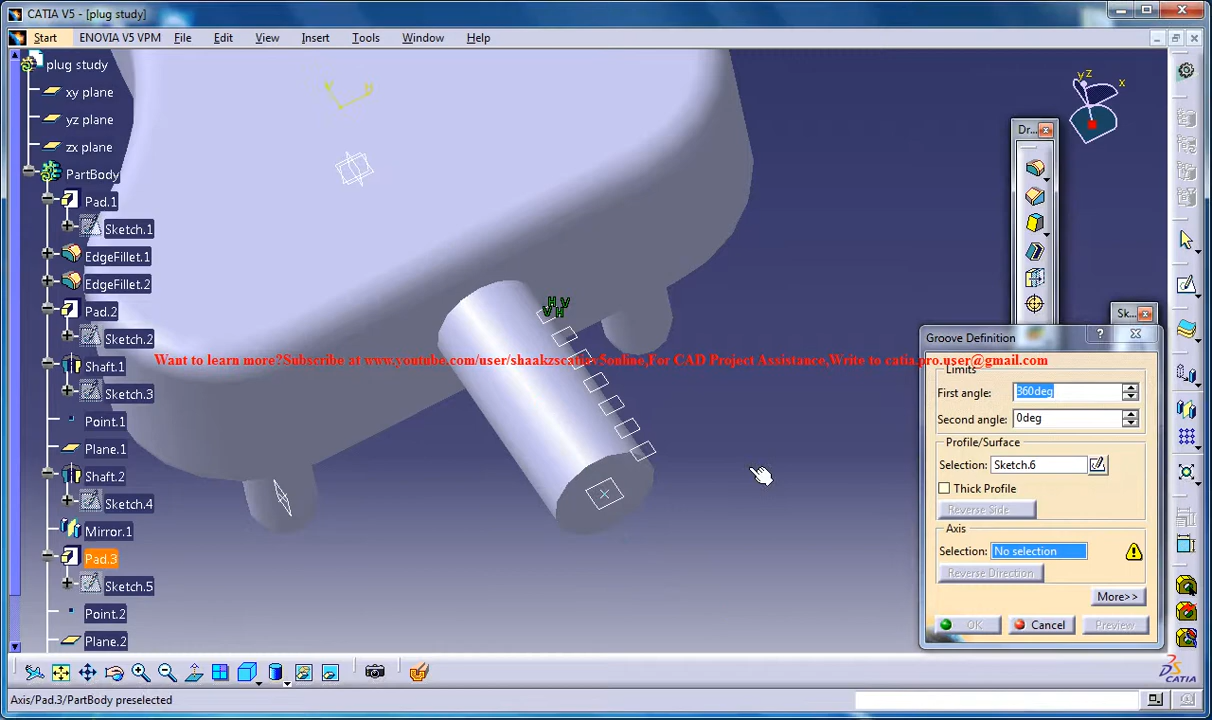 CATIA V5 - [plug study]
Start ENOVIA V5 VPM File Edit View Insert Tools Window Help
plug study
xy plane
yz plane
zx plane
PartBody
Pad.1
Sketch.1
EdgeFillet.1
EdgeFillet.2
Pad.2
Sketch.2
Shaft.1
Sketch.3
Point.1
Plane.1
Shaft.2
Sketch.4
Mirror.1
Pad.3
Sketch.5
Point.2
Plane.2
H V
V H
y z x
Dr...
Sk...
Want to learn more?Subscribe at www.youtube.com/user/shaakzscatiav5online,For CAD Project Assistance,Write to catia.pro.user@gmail.com
Groove Definition
Limits
First angle: 360deg
Second angle: 0deg
Profile/Surface
Selection: Sketch.6
Thick Profile
Reverse Side
Axis
Selection: No selection
Reverse Direction
More>>
OK Cancel Preview
CATIA
Axis/Pad.3/PartBody preselected